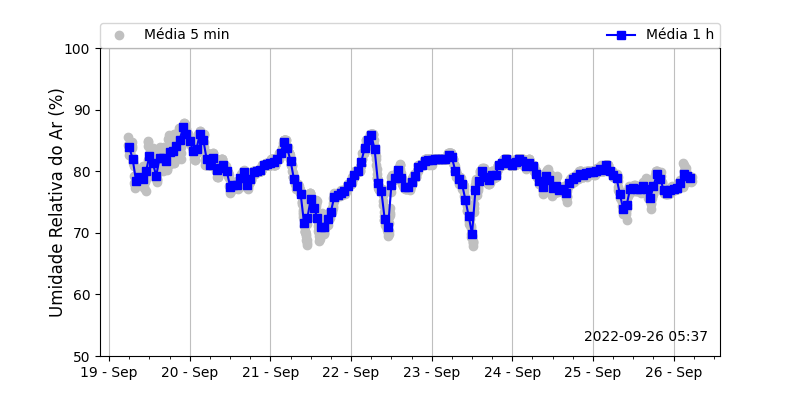 Média 5 min
Média 1 h
Umidade Relativa do Ar (%)
100
90
80
70
60
50
2022-09-26 05:37
19 - Sep
20 - Sep
21 - Sep
22 - Sep
23 - Sep
24 - Sep
25 - Sep
26 - Sep